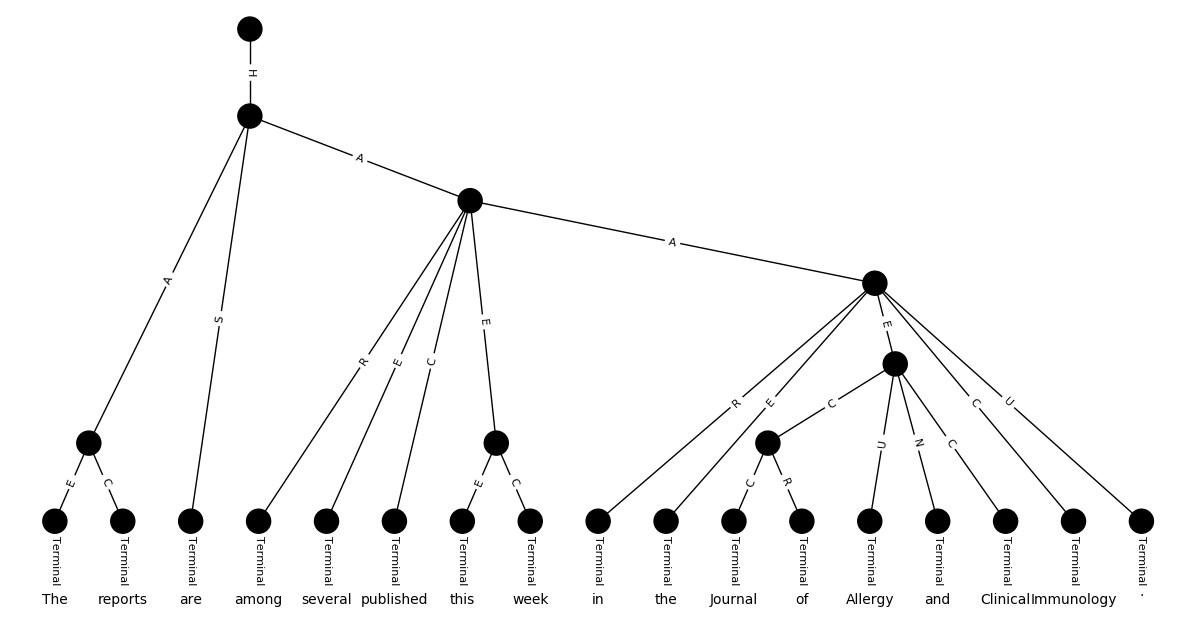 H
A
A
A
S
E
R
E
C
E
R
E
C
C
U
U
N
C
E
C
E
C
C
R
Terminal Terminal Terminal Terminal Terminal Terminal Terminal Terminal Terminal Terminal Terminal Terminal Terminal Terminal Terminal Terminal Terminal
The reports are among several published this week in the Journal of Allergy and Clinical Immunology .